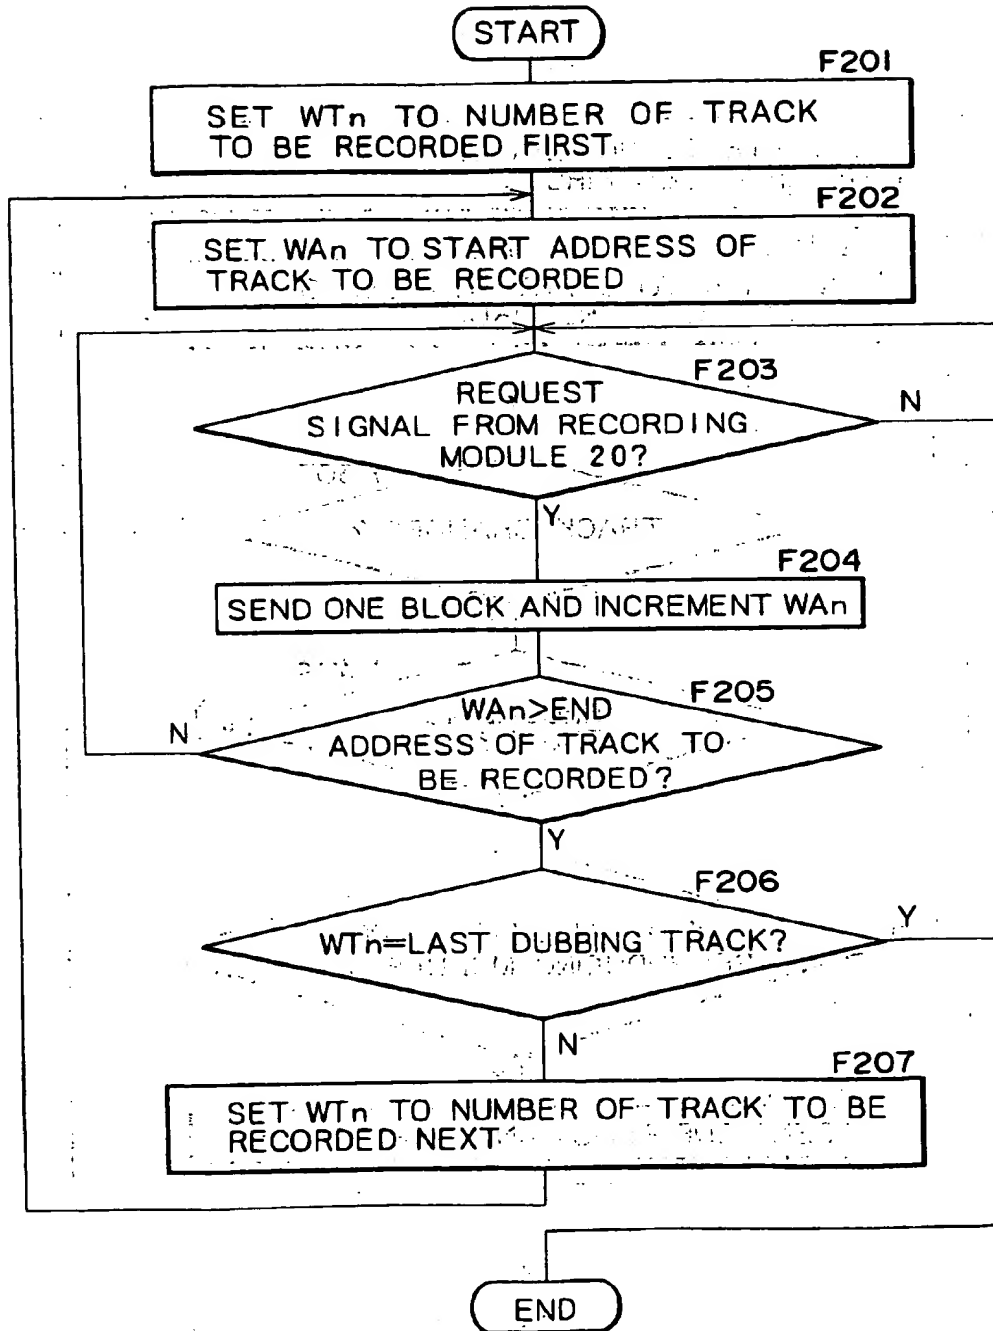 START
F201
SET WTn TO NUMBER OF TRACK
TO BE RECORDED FIRST
F202
SET WAn TO START ADDRESS OF
TRACK TO BE RECORDED
F203
REQUEST
SIGNAL FROM RECORDING
MODULE 20?
N
Y
F204
SEND ONE BLOCK AND INCREMENT WAn
F205
WAn>END
ADDRESS OF TRACK TO
BE RECORDED?
N
Y
F206
WTn=LAST DUBBING TRACK?
Y
N
F207
SET WTn TO NUMBER OF TRACK TO BE
RECORDED NEXT
END